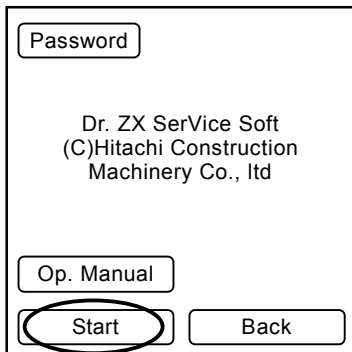 Password
Dr. ZX SerVice Soft
(C)Hitachi Construction
Machinery Co., ltd
Op. Manual
Start Back